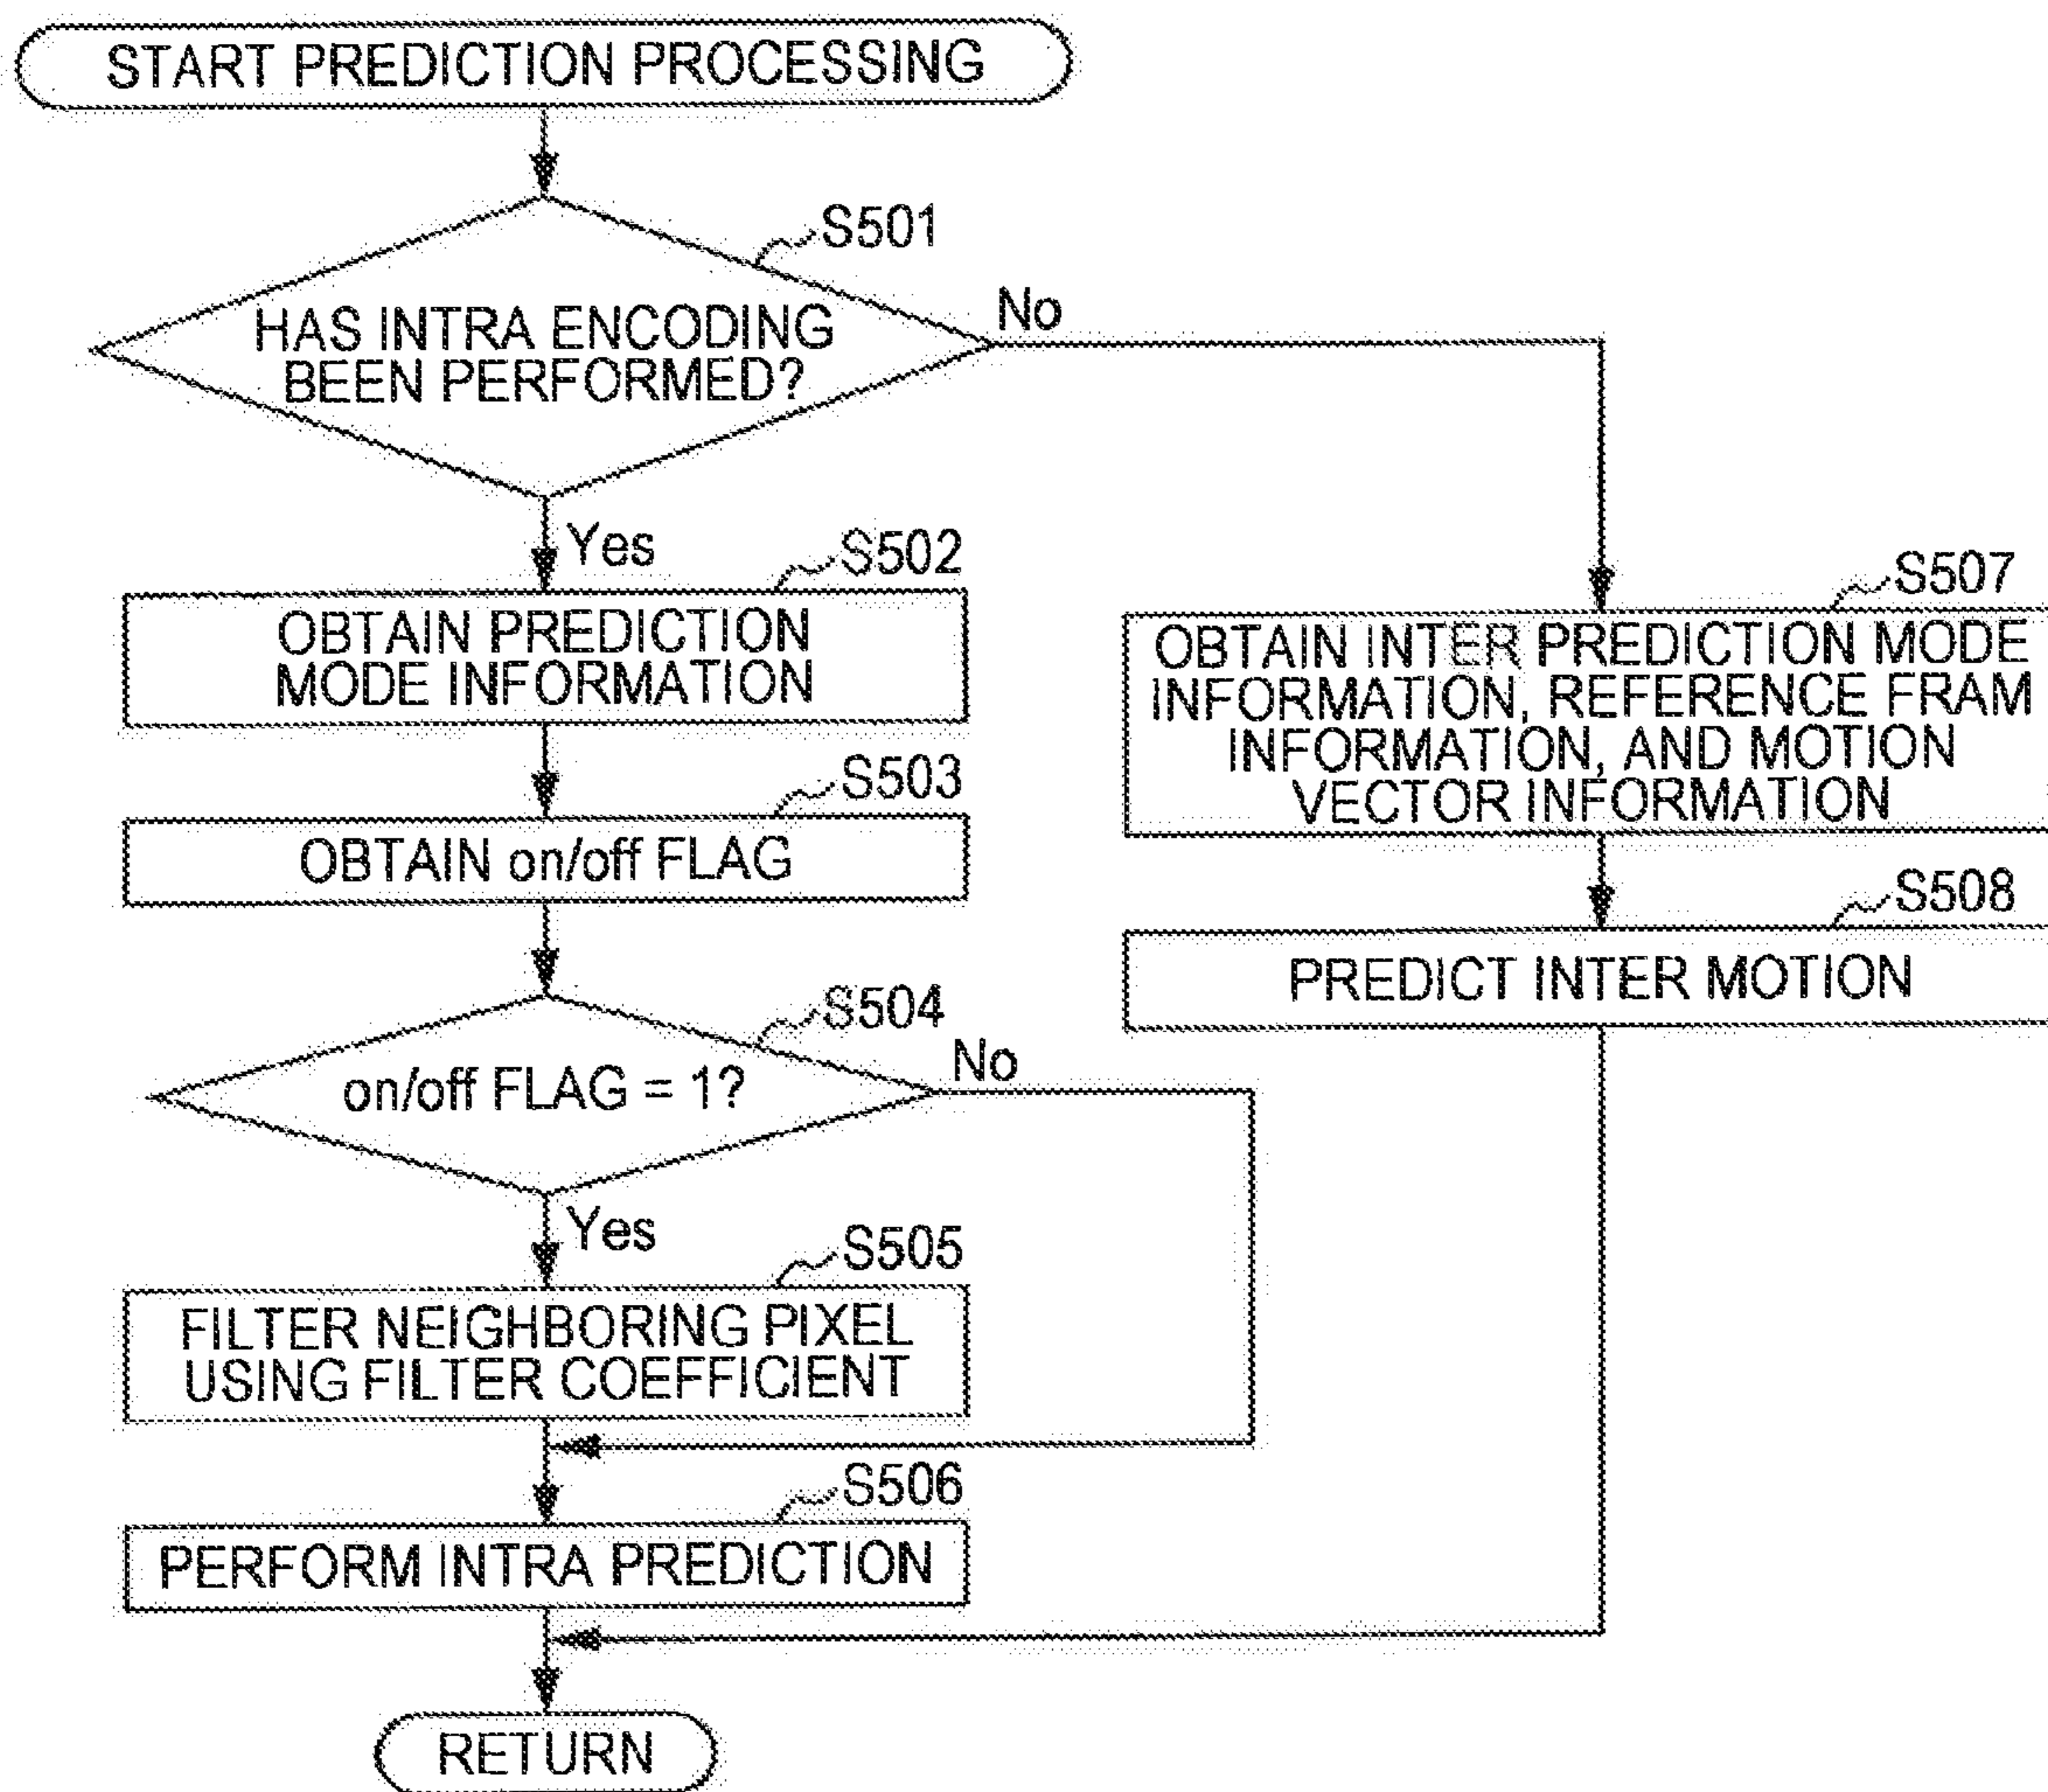 START PREDICTION PROCESSING
S501
HAS INTRA ENCODING
BEEN PERFORMED?
No
Yes
S502
OBTAIN PREDICTION
MODE INFORMATION
S503
OBTAIN on/off FLAG
S504
on/off FLAG = 1?
No
Yes
S505
FILTER NEIGHBORING PIXEL
USING FILTER COEFFICIENT
S506
PERFORM INTRA PREDICTION
S507
OBTAIN INTER PREDICTION MODE
INFORMATION, REFERENCE FRAM
INFORMATION, AND MOTION
VECTOR INFORMATION
S508
PREDICT INTER MOTION
RETURN